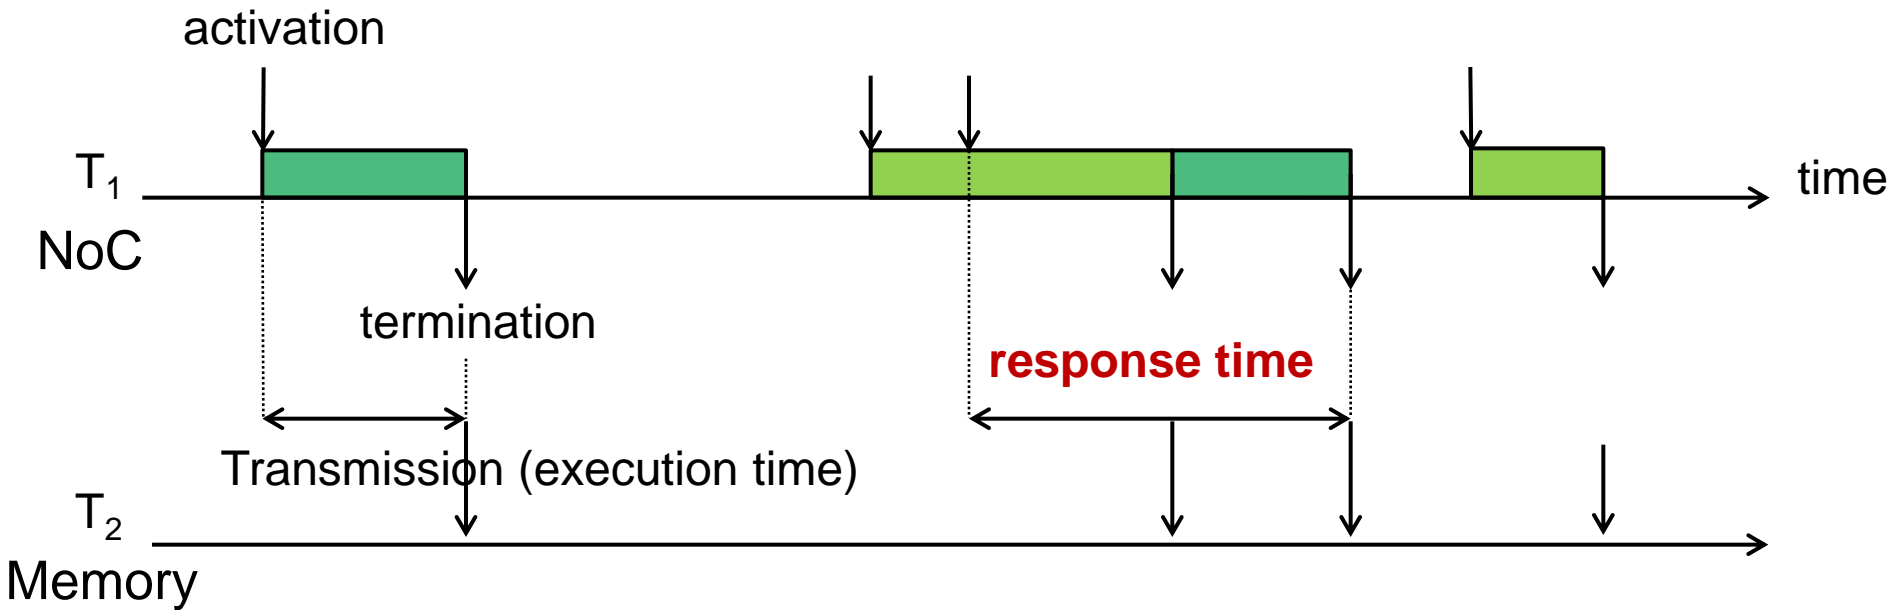 activation
T₁
time
NoC
termination
response time
Transmission (execution time)
T₂
Memory